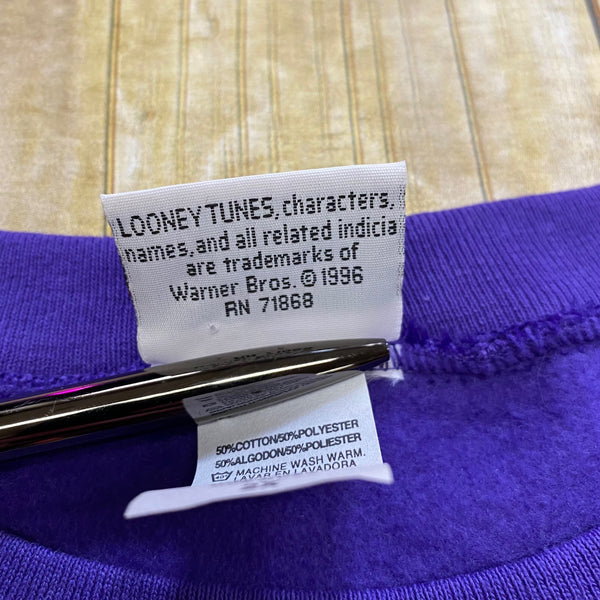 LOONEY TUNES, characters,
names, and all related indicia
are trademarks of
Warner Bros. © 1996
RN 71868
50%COTTON/50%POLYESTER
50%ALGODON/50%POLIESTER
MACHINE WASH WARM.
LAVAR EN LAVADORA